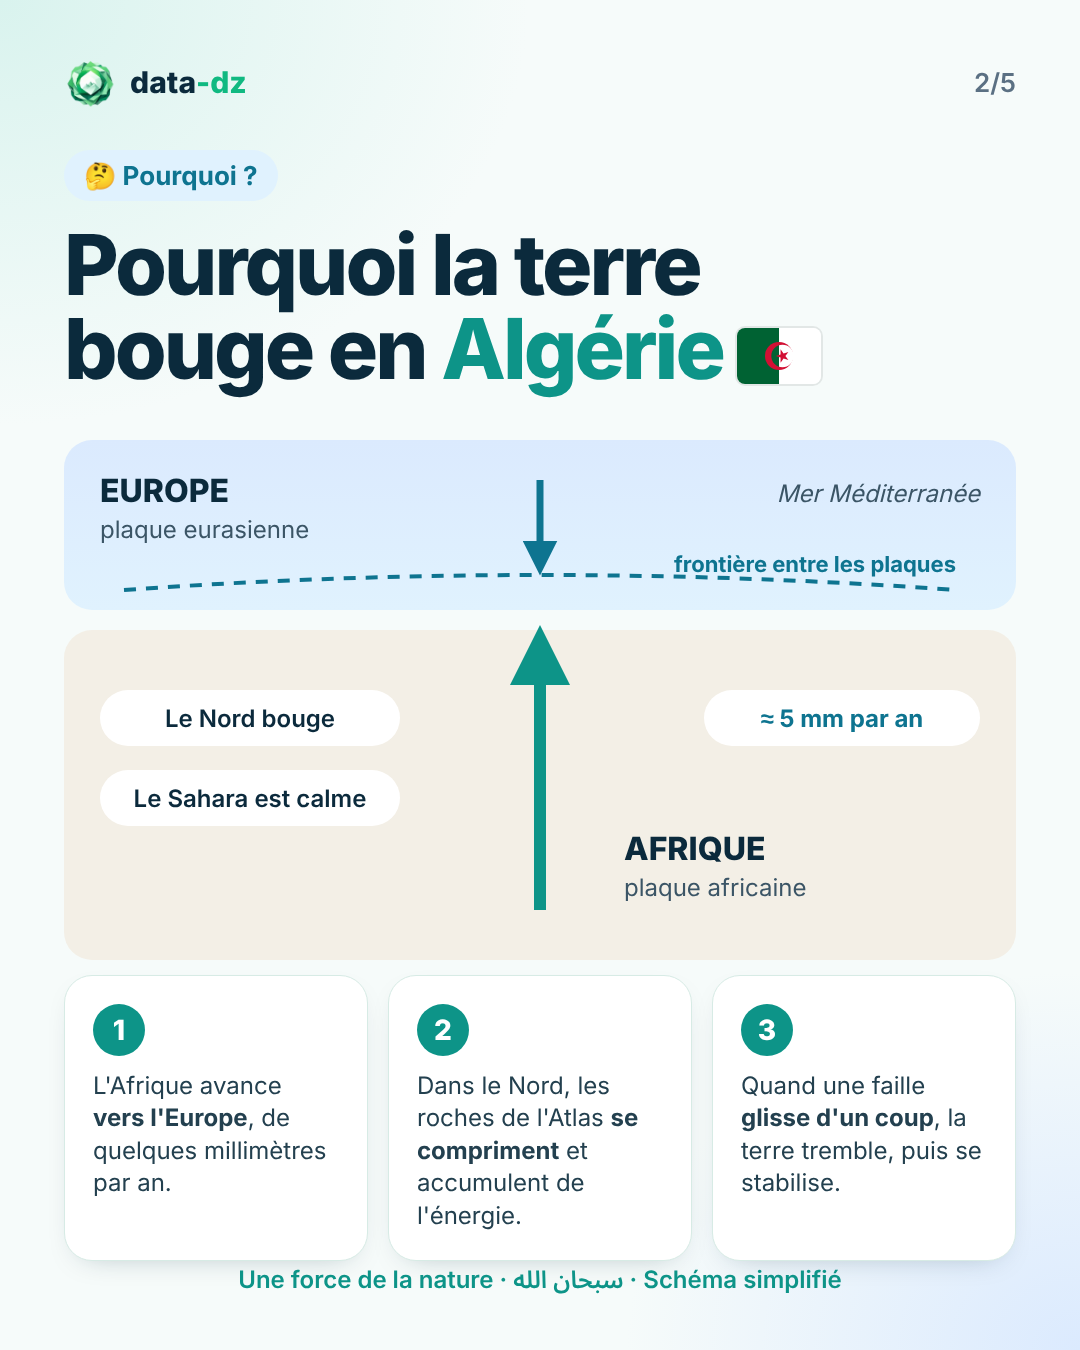 data-dz
2/5
🤔 Pourquoi ?
Pourquoi la terre
bouge en Algérie
EUROPE
plaque eurasienne
Mer Méditerranée
frontière entre les plaques
Le Nord bouge
≈ 5 mm par an
Le Sahara est calme
AFRIQUE
plaque africaine
1
L'Afrique avance
vers l'Europe, de
quelques millimètres
par an.
2
Dans le Nord, les
roches de l'Atlas se
compriment et
accumulent de
l'énergie.
3
Quand une faille
glisse d'un coup, la
terre tremble, puis se
stabilise.
Une force de la nature · سبحان الله · Schéma simplifié